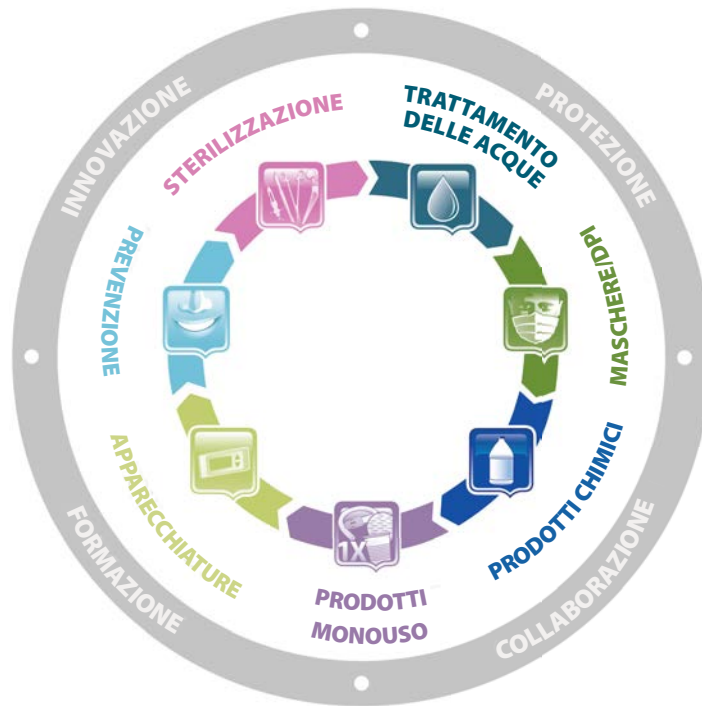 INNOVAZIONE
PROTEZIONE
COLLABORAZIONE
FORMAZIONE
STERILIZZAZIONE
TRATTAMENTO
DELLE ACQUE
MASCHERE/DPI
PRODOTTI CHIMICI
PRODOTTI
MONOUSO
1X
APPARECCHIATURE
PREVENZIONE